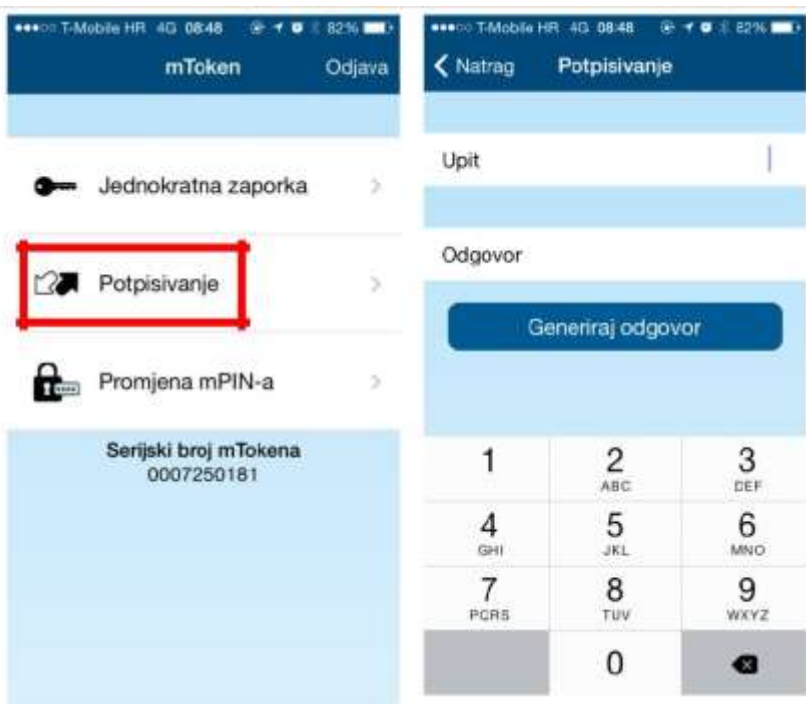 T-Mobile HR 4G 08:48 82%
mToken Odjava
Jednokratna zaporka
Potpisivanje
Promjena mPIN-a
Serijski broj mTokena
0007250181
T-Mobile HR 4G 08:48 82%
Natrag Potpisivanje
Upit
Odgovor
Generiraj odgovor
1 2 3
ABC DEF
4 5 6
GHI JKL MNO
7 8 9
PQRS TUV WXYZ
0